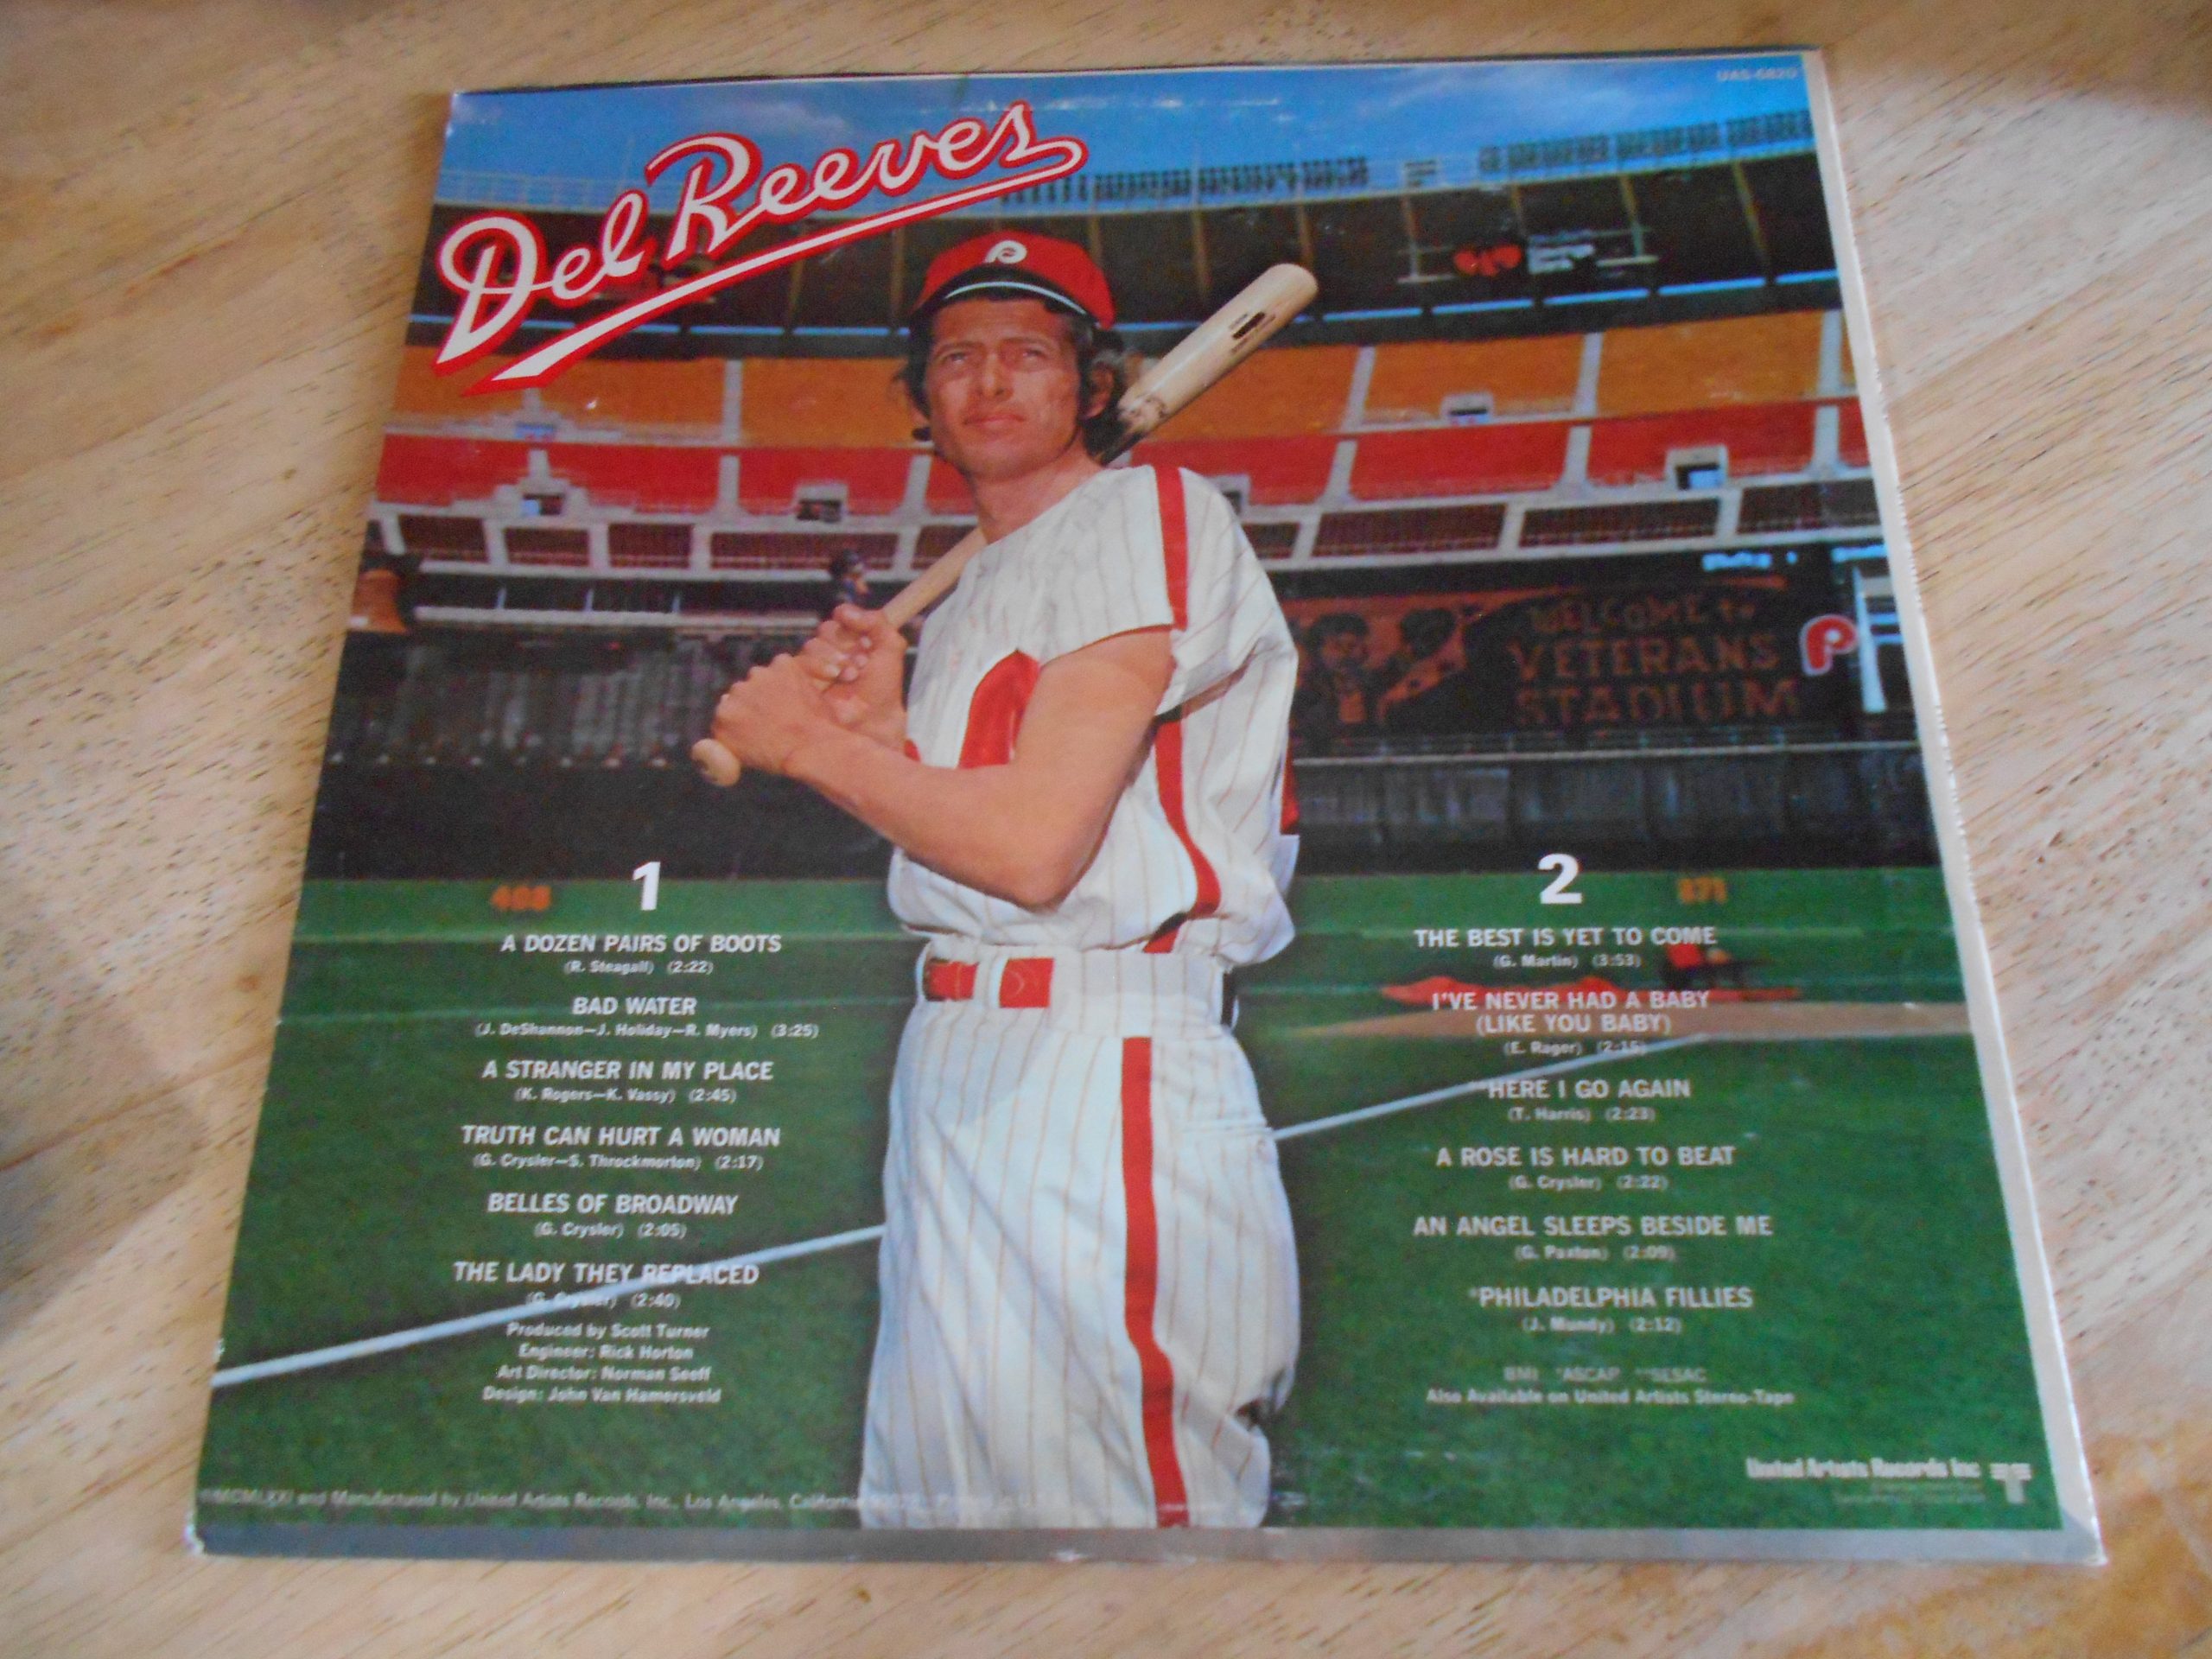 UAS-6820
Del Reeves
P
WELCOME to
VETERANS
STADIUM
P
408
371
1
A DOZEN PAIRS OF BOOTS
(R. Steagall) (2:22)
BAD WATER
(J. DeShannon—J. Holiday—R. Myers) (3:25)
A STRANGER IN MY PLACE
(K. Rogers—K. Vassy) (2:45)
TRUTH CAN HURT A WOMAN
(G. Crysler—S. Throckmorton) (2:17)
BELLES OF BROADWAY
(G. Crysler) (2:05)
THE LADY THEY REPLACED
(G. Crysler) (2:40)
Produced by Scott Turner
Engineer: Rick Horton
Art Director: Norman Seeff
Design: John Van Hamersveld
2
THE BEST IS YET TO COME
(G. Martin) (3:53)
I'VE NEVER HAD A BABY
(LIKE YOU BABY)
(E. Rager) (2:15)
**HERE I GO AGAIN
(T. Harris) (2:23)
A ROSE IS HARD TO BEAT
(G. Crysler) (2:22)
AN ANGEL SLEEPS BESIDE ME
(G. Paxton) (2:09)
*PHILADELPHIA FILLIES
(J. Mundy) (2:12)
BMI *ASCAP **SESAC
Also Available on United Artists Stereo-Tape
United Artists Records Inc
©MCMLXXI and Manufactured by United Artists Records, Inc., Los Angeles, California